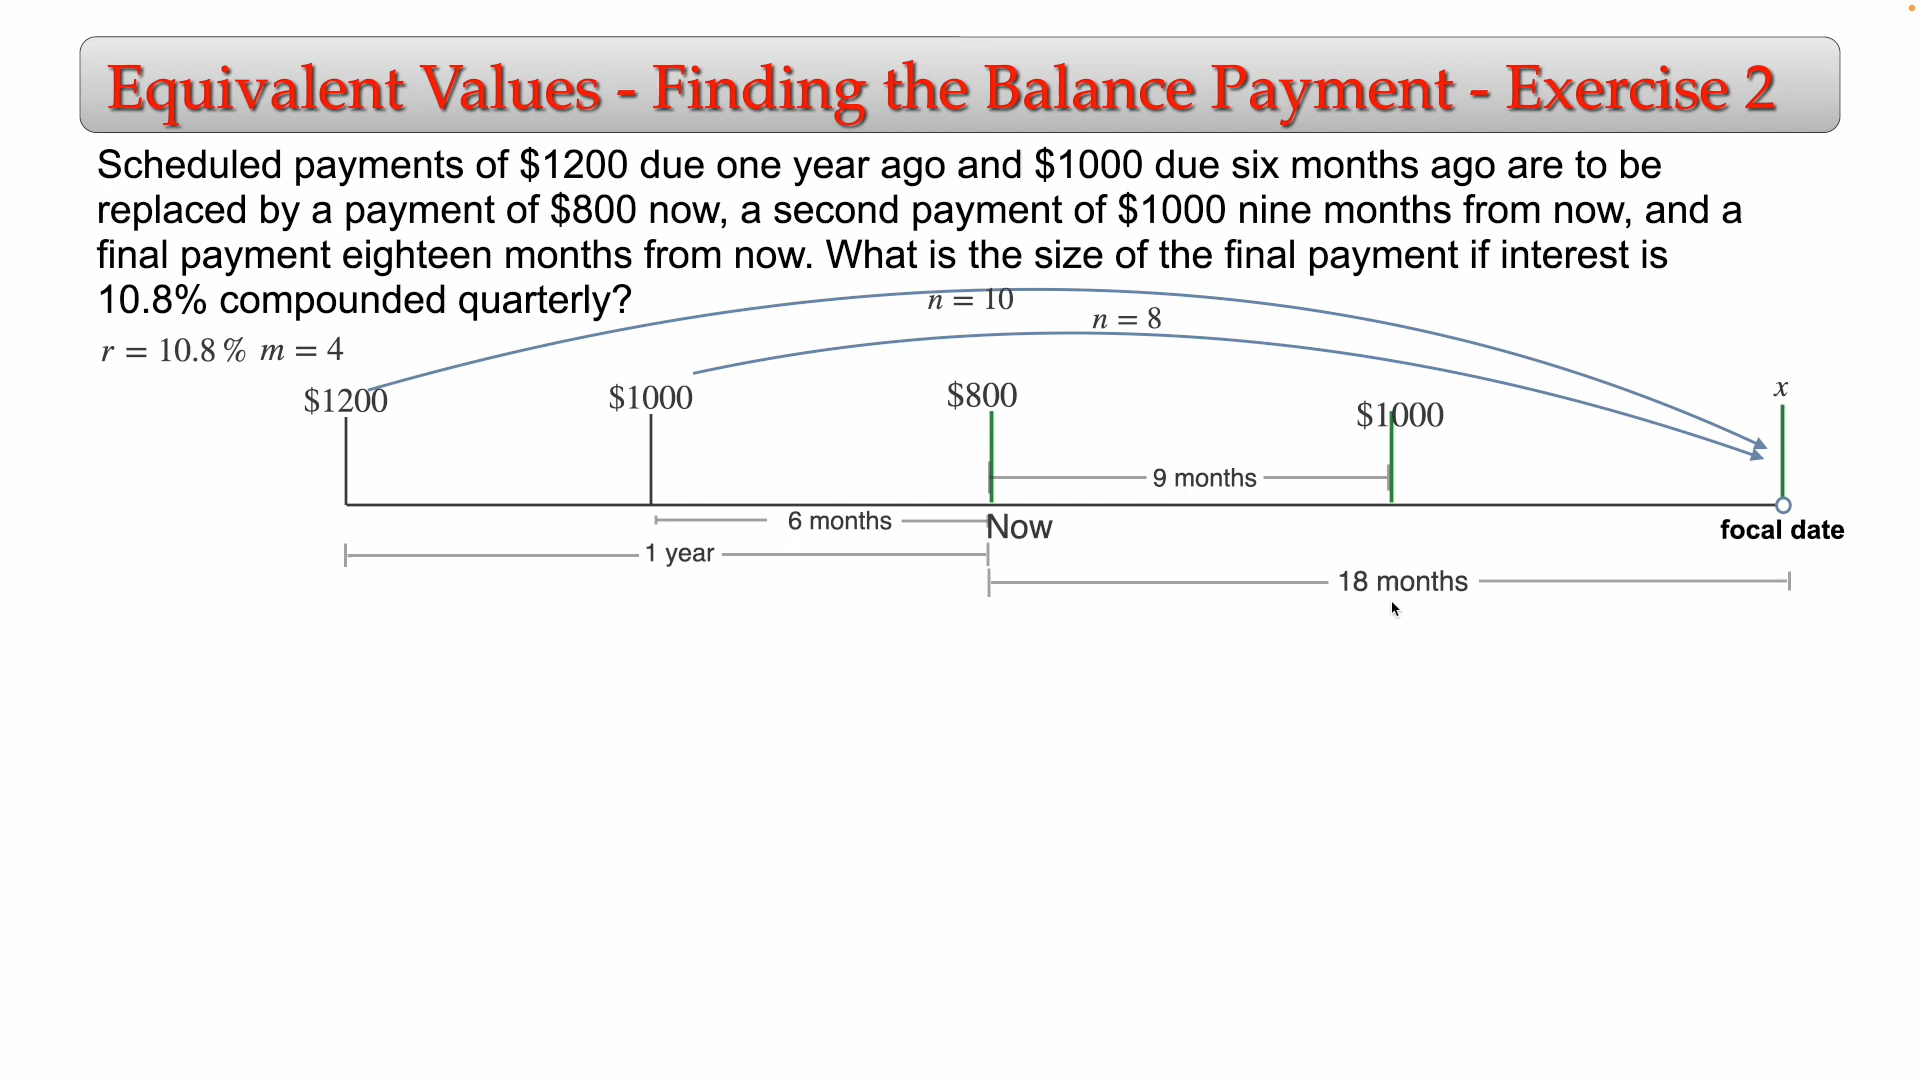 Equivalent Values - Finding the Balance Payment - Exercise 2
Scheduled payments of $1200 due one year ago and $1000 due six months ago are to be
replaced by a payment of $800 now, a second payment of $1000 nine months from now, and a
final payment eighteen months from now. What is the size of the final payment if interest is
10.8% compounded quarterly?
n = 10
n = 8
r = 10.8 % m = 4
$1200
$1000
$800
$1000
x
9 months
6 months
Now
focal date
1 year
18 months